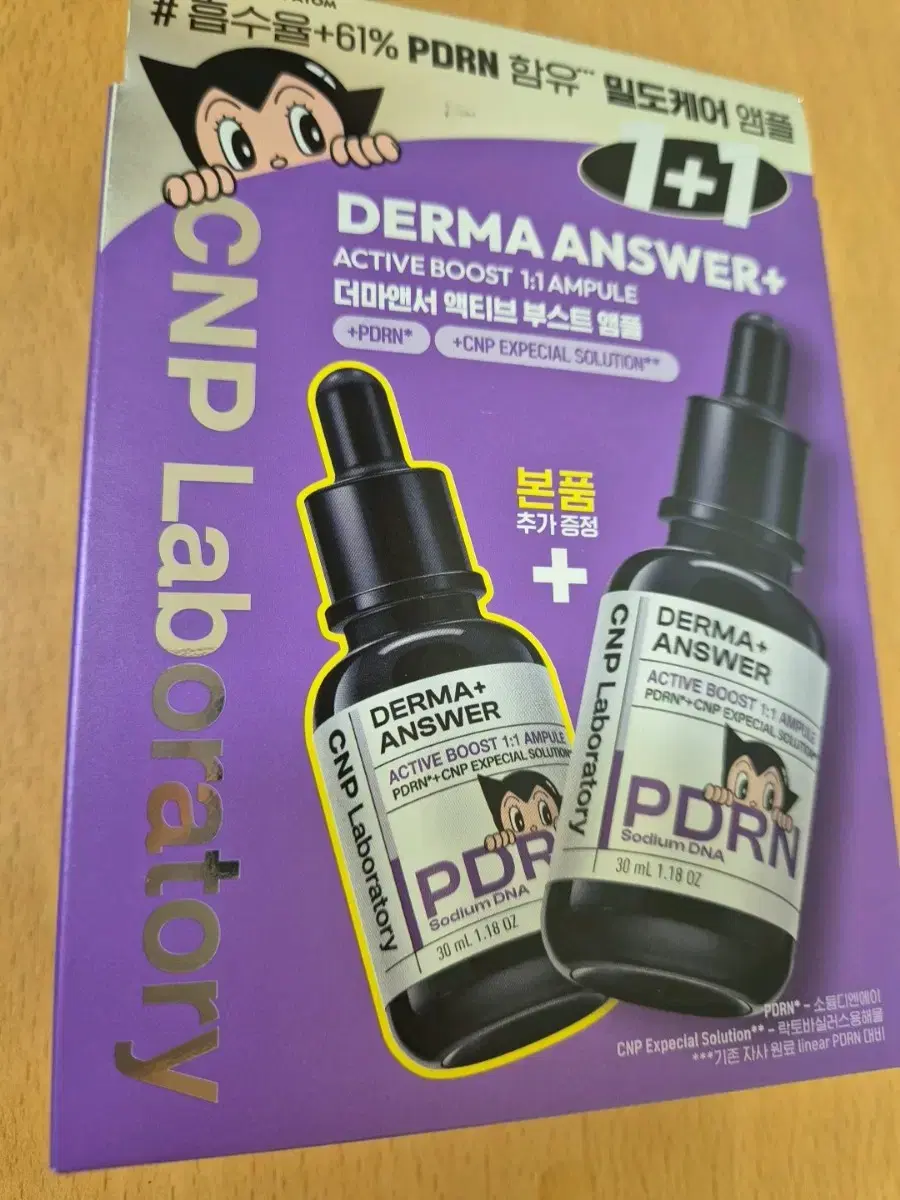 ATOM
# 흡수율+61% PDRN 함유*** 밀도케어 앰플
1+1
CNP Laboratory
DERMA ANSWER+
ACTIVE BOOST 1:1 AMPULE
더마앤서 액티브 부스트 앰플
+PDRN*
+CNP EXPECIAL SOLUTION**
본품
추가 증정
+
CNP Laboratory
DERMA+
ANSWER
ACTIVE BOOST 1:1 AMPULE
PDRN*+CNP EXPECIAL SOLUTION*
PDR
Sodium DNA
30 mL 1.18 OZ
CNP Laboratory
DERMA+
ANSWER
ACTIVE BOOST 1:1 AMPULE
PDRN*+CNP EXPECIAL SOLUTION*
PDRN
Sodium DNA
30 mL 1.18 OZ
PDRN* - 소듐디엔에이
CNP Expecial Solution** - 락토바실러스용해물
***기존 자사 원료 linear PDRN 대비